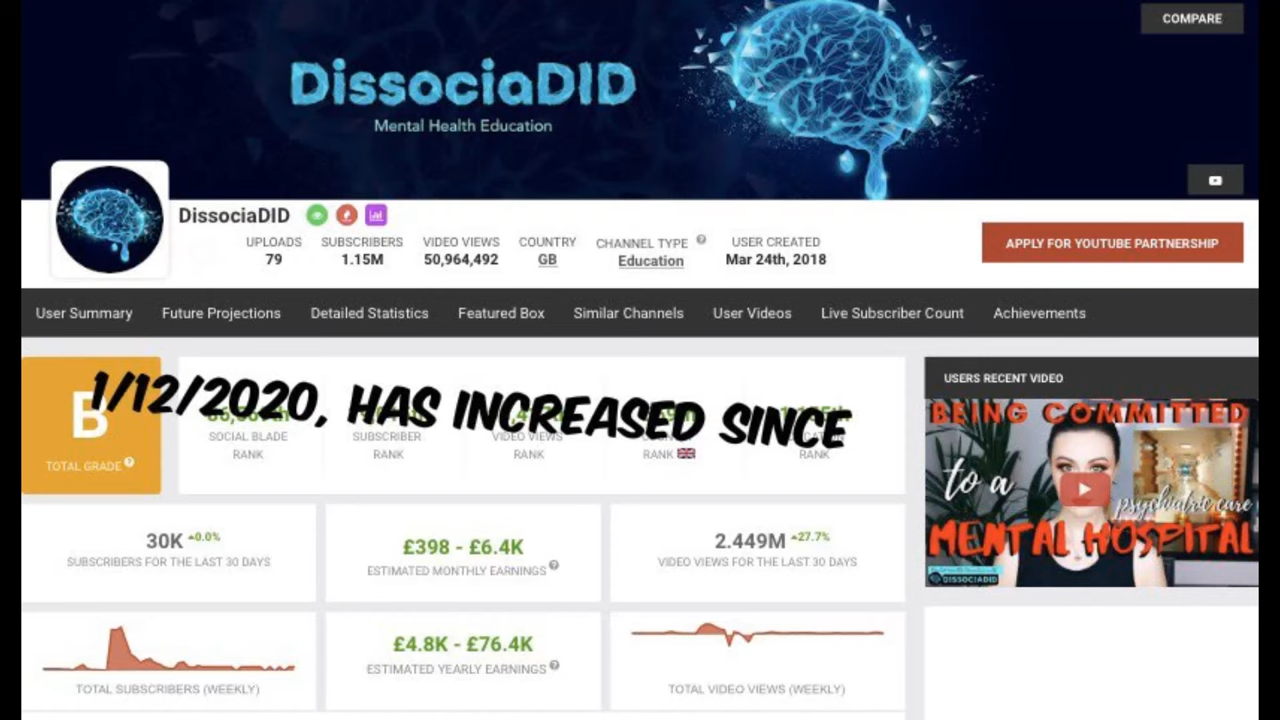 COMPARE
DissociaDID
Mental Health Education
DissociaDID
UPLOADS SUBSCRIBERS VIDEO VIEWS COUNTRY CHANNEL TYPE ? USER CREATED
79 1.15M 50,964,492 GB Education Mar 24th, 2018
APPLY FOR YOUTUBE PARTNERSHIP
User Summary Future Projections Detailed Statistics Featured Box Similar Channels User Videos Live Subscriber Count Achievements
B
TOTAL GRADE ?
1/12/2020, HAS INCREASED SINCE
SOCIAL BLADE
RANK
SUBSCRIBER
RANK
VIDEO VIEWS
RANK
RANK
RANK
USERS RECENT VIDEO
BEING COMMITTED
to a
psychiatric care
MENTAL HOSPITAL
DISSOCIADID
30K 0.0%
SUBSCRIBERS FOR THE LAST 30 DAYS
£398 - £6.4K
ESTIMATED MONTHLY EARNINGS ?
2.449M 27.7%
VIDEO VIEWS FOR THE LAST 30 DAYS
TOTAL SUBSCRIBERS (WEEKLY)
£4.8K - £76.4K
ESTIMATED YEARLY EARNINGS ?
TOTAL VIDEO VIEWS (WEEKLY)